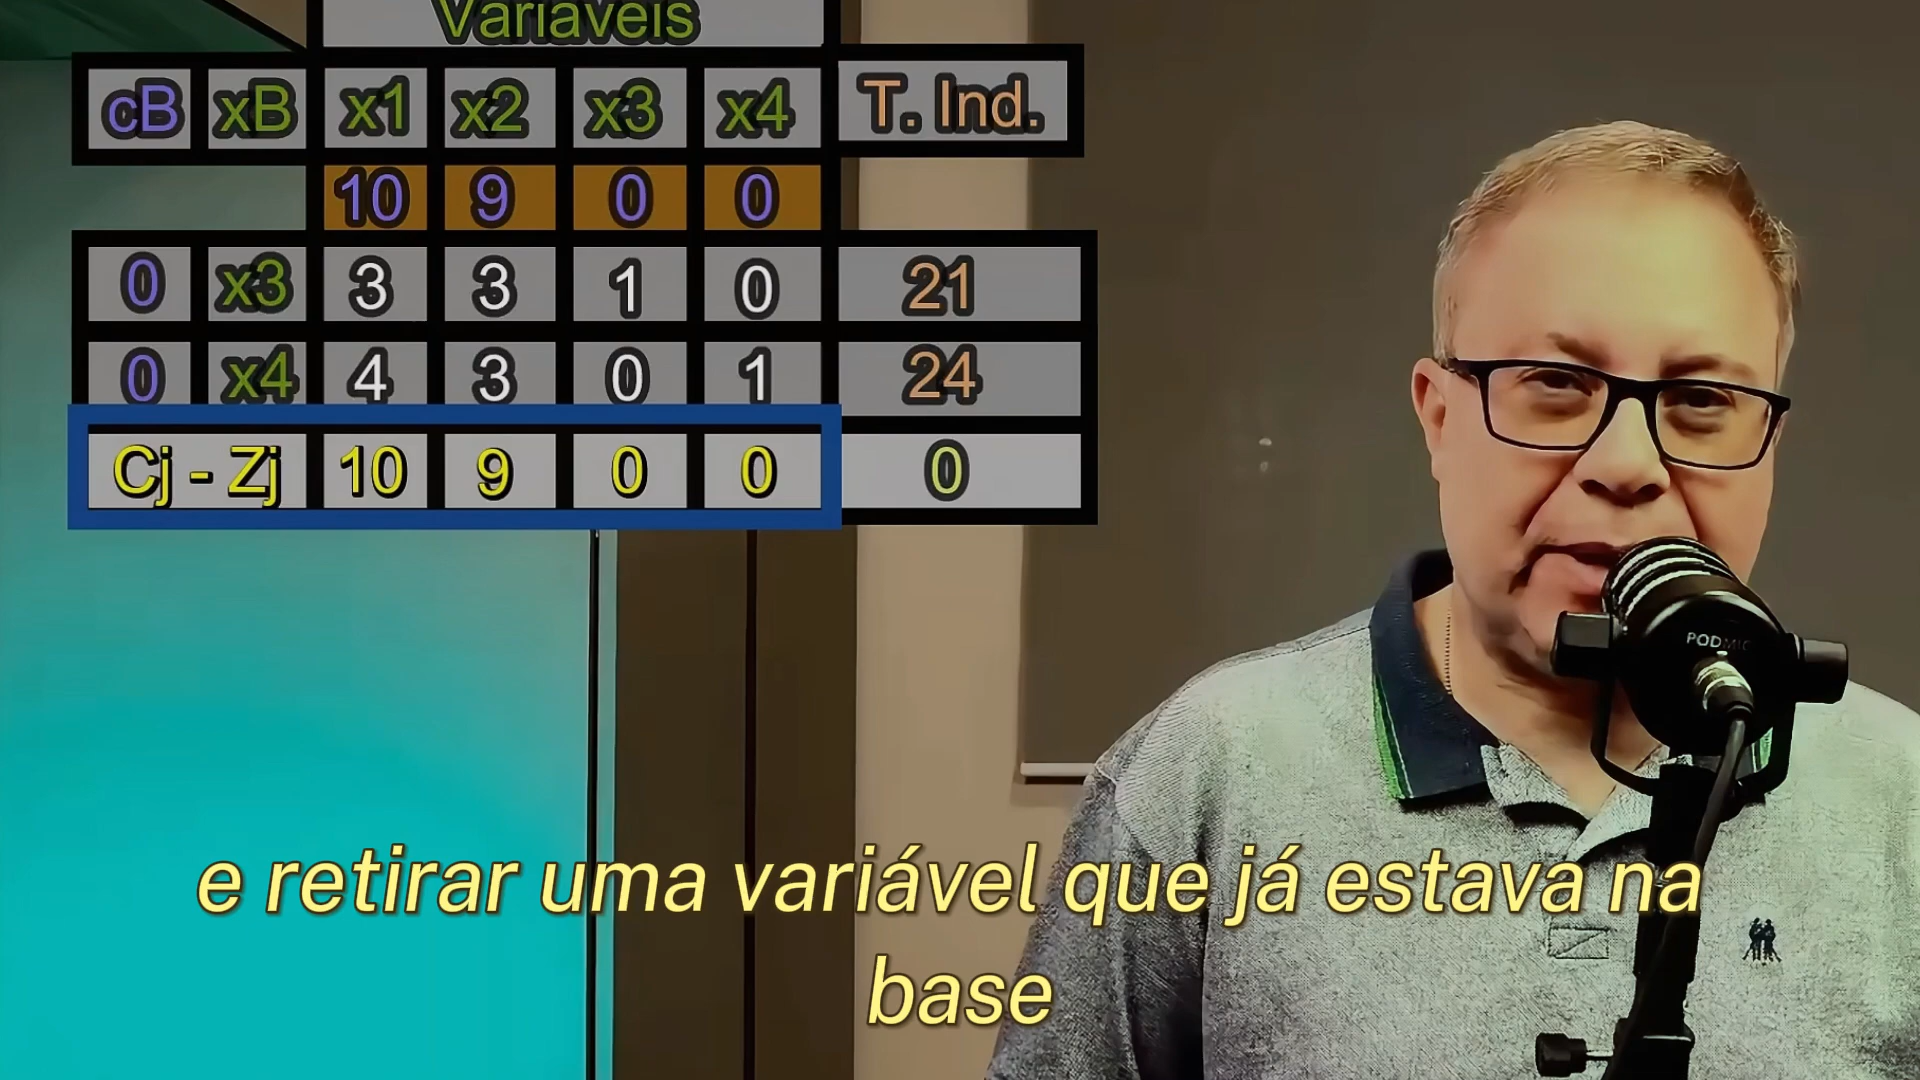 Variáveis
cB xB x1 x2 x3 x4 T. Ind.
10 9 0 0
0 x3 3 3 1 0 21
0 x4 4 3 0 1 24
Cj - Zj 10 9 0 0 0
PODMIC
e retirar uma variável que já estava na
base